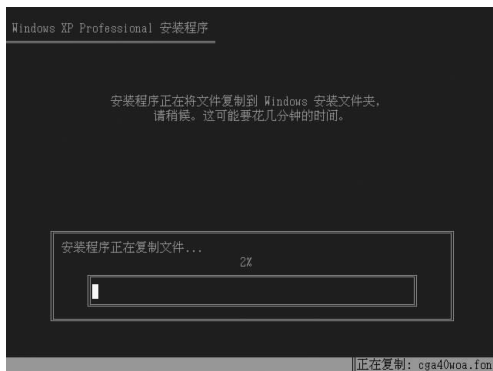 Windows XP Professional 安装程序
安装程序正在将文件复制到 Windows 安装文件夹,
请稍候。这可能要花几分钟的时间。
安装程序正在复制文件...
2%
正在复制: cga40woa.fon